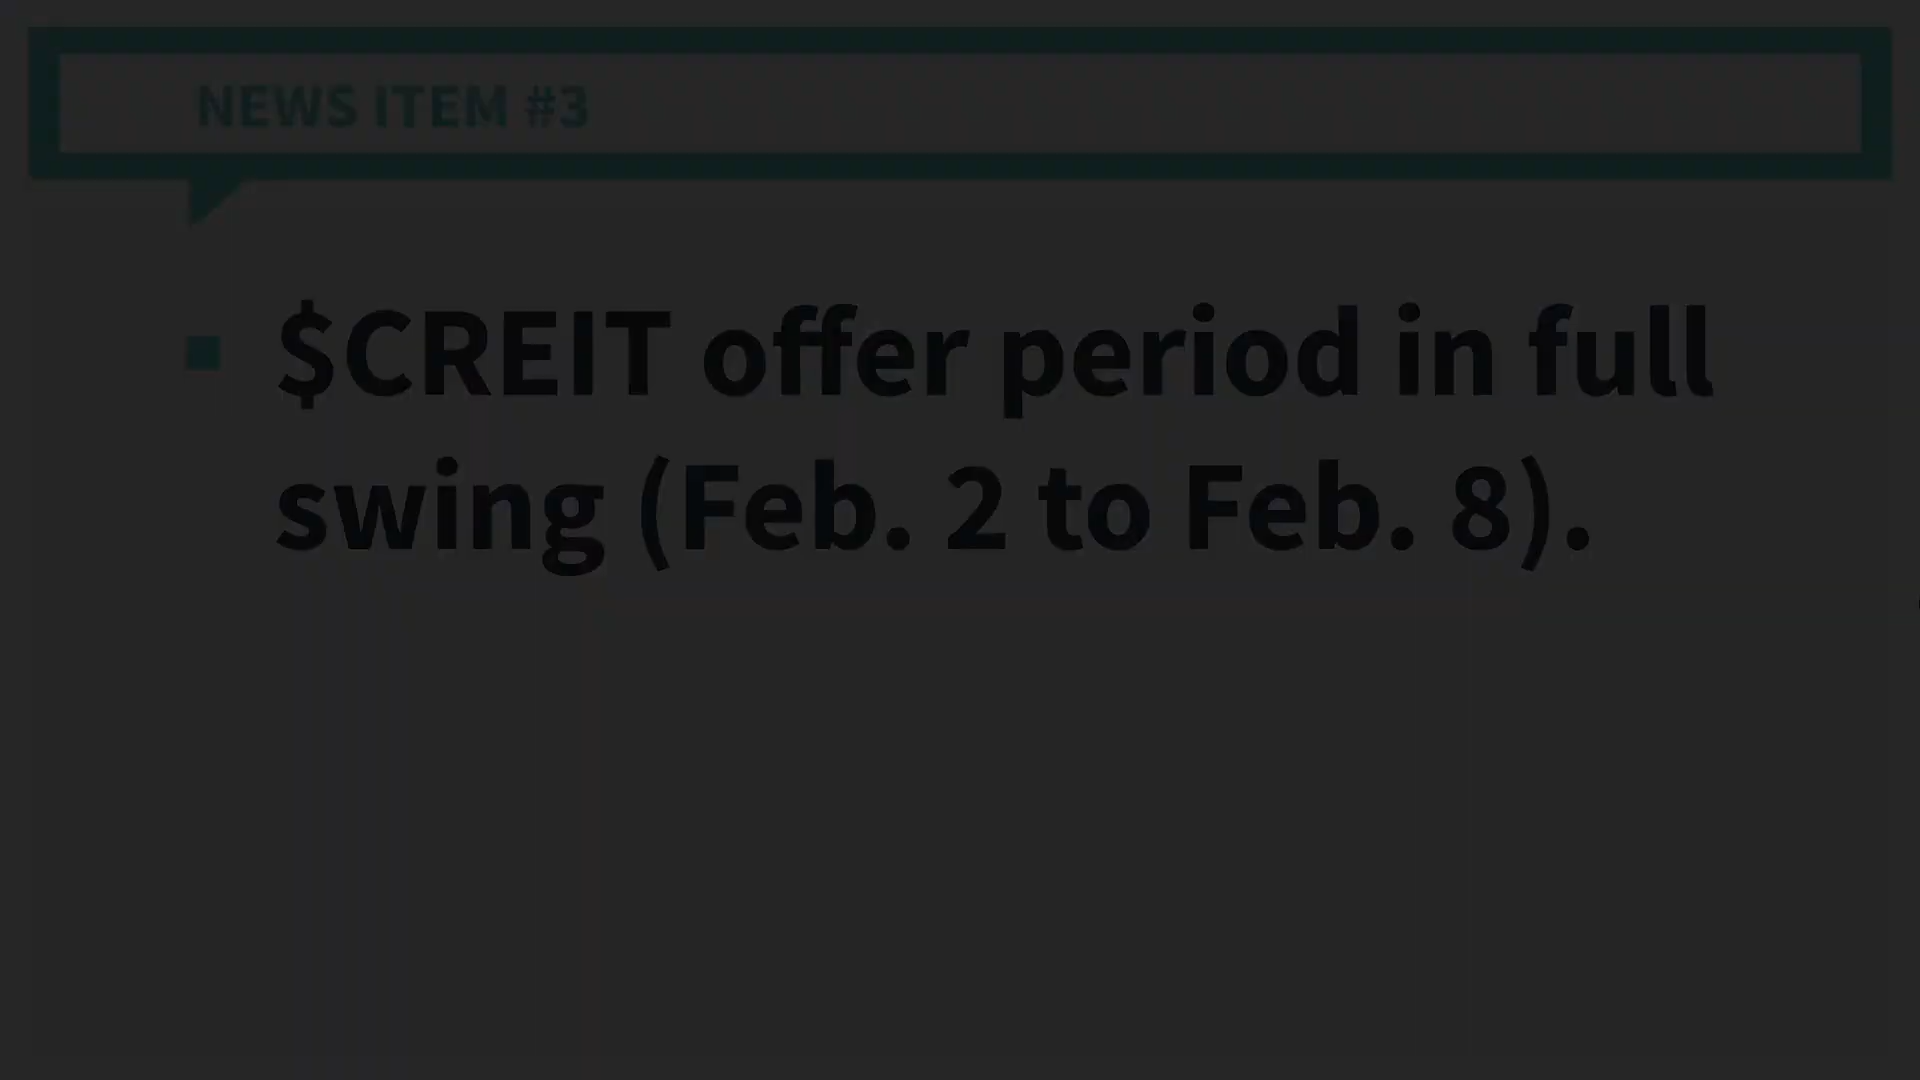 NEWS ITEM #3
$CREIT offer period in full
swing (Feb. 2 to Feb. 8).